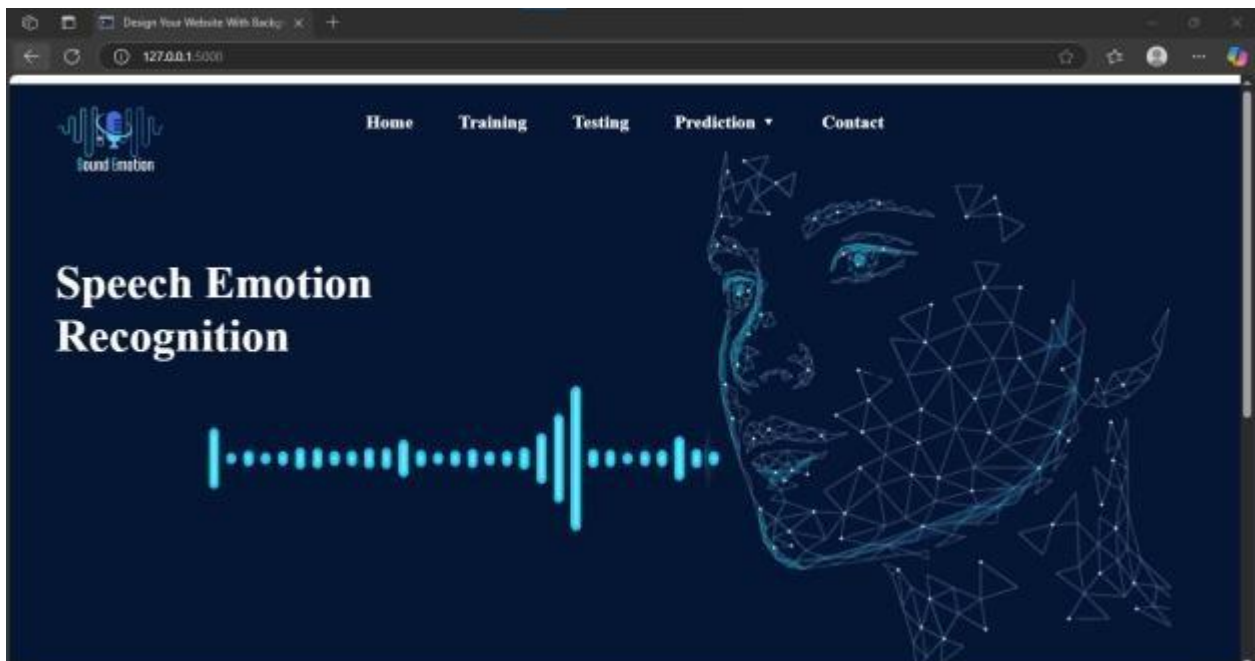 Design Your Website With Backg
127.0.0.1:5000
Home Training Testing Prediction Contact
Sound Emotion
Speech Emotion
Recognition